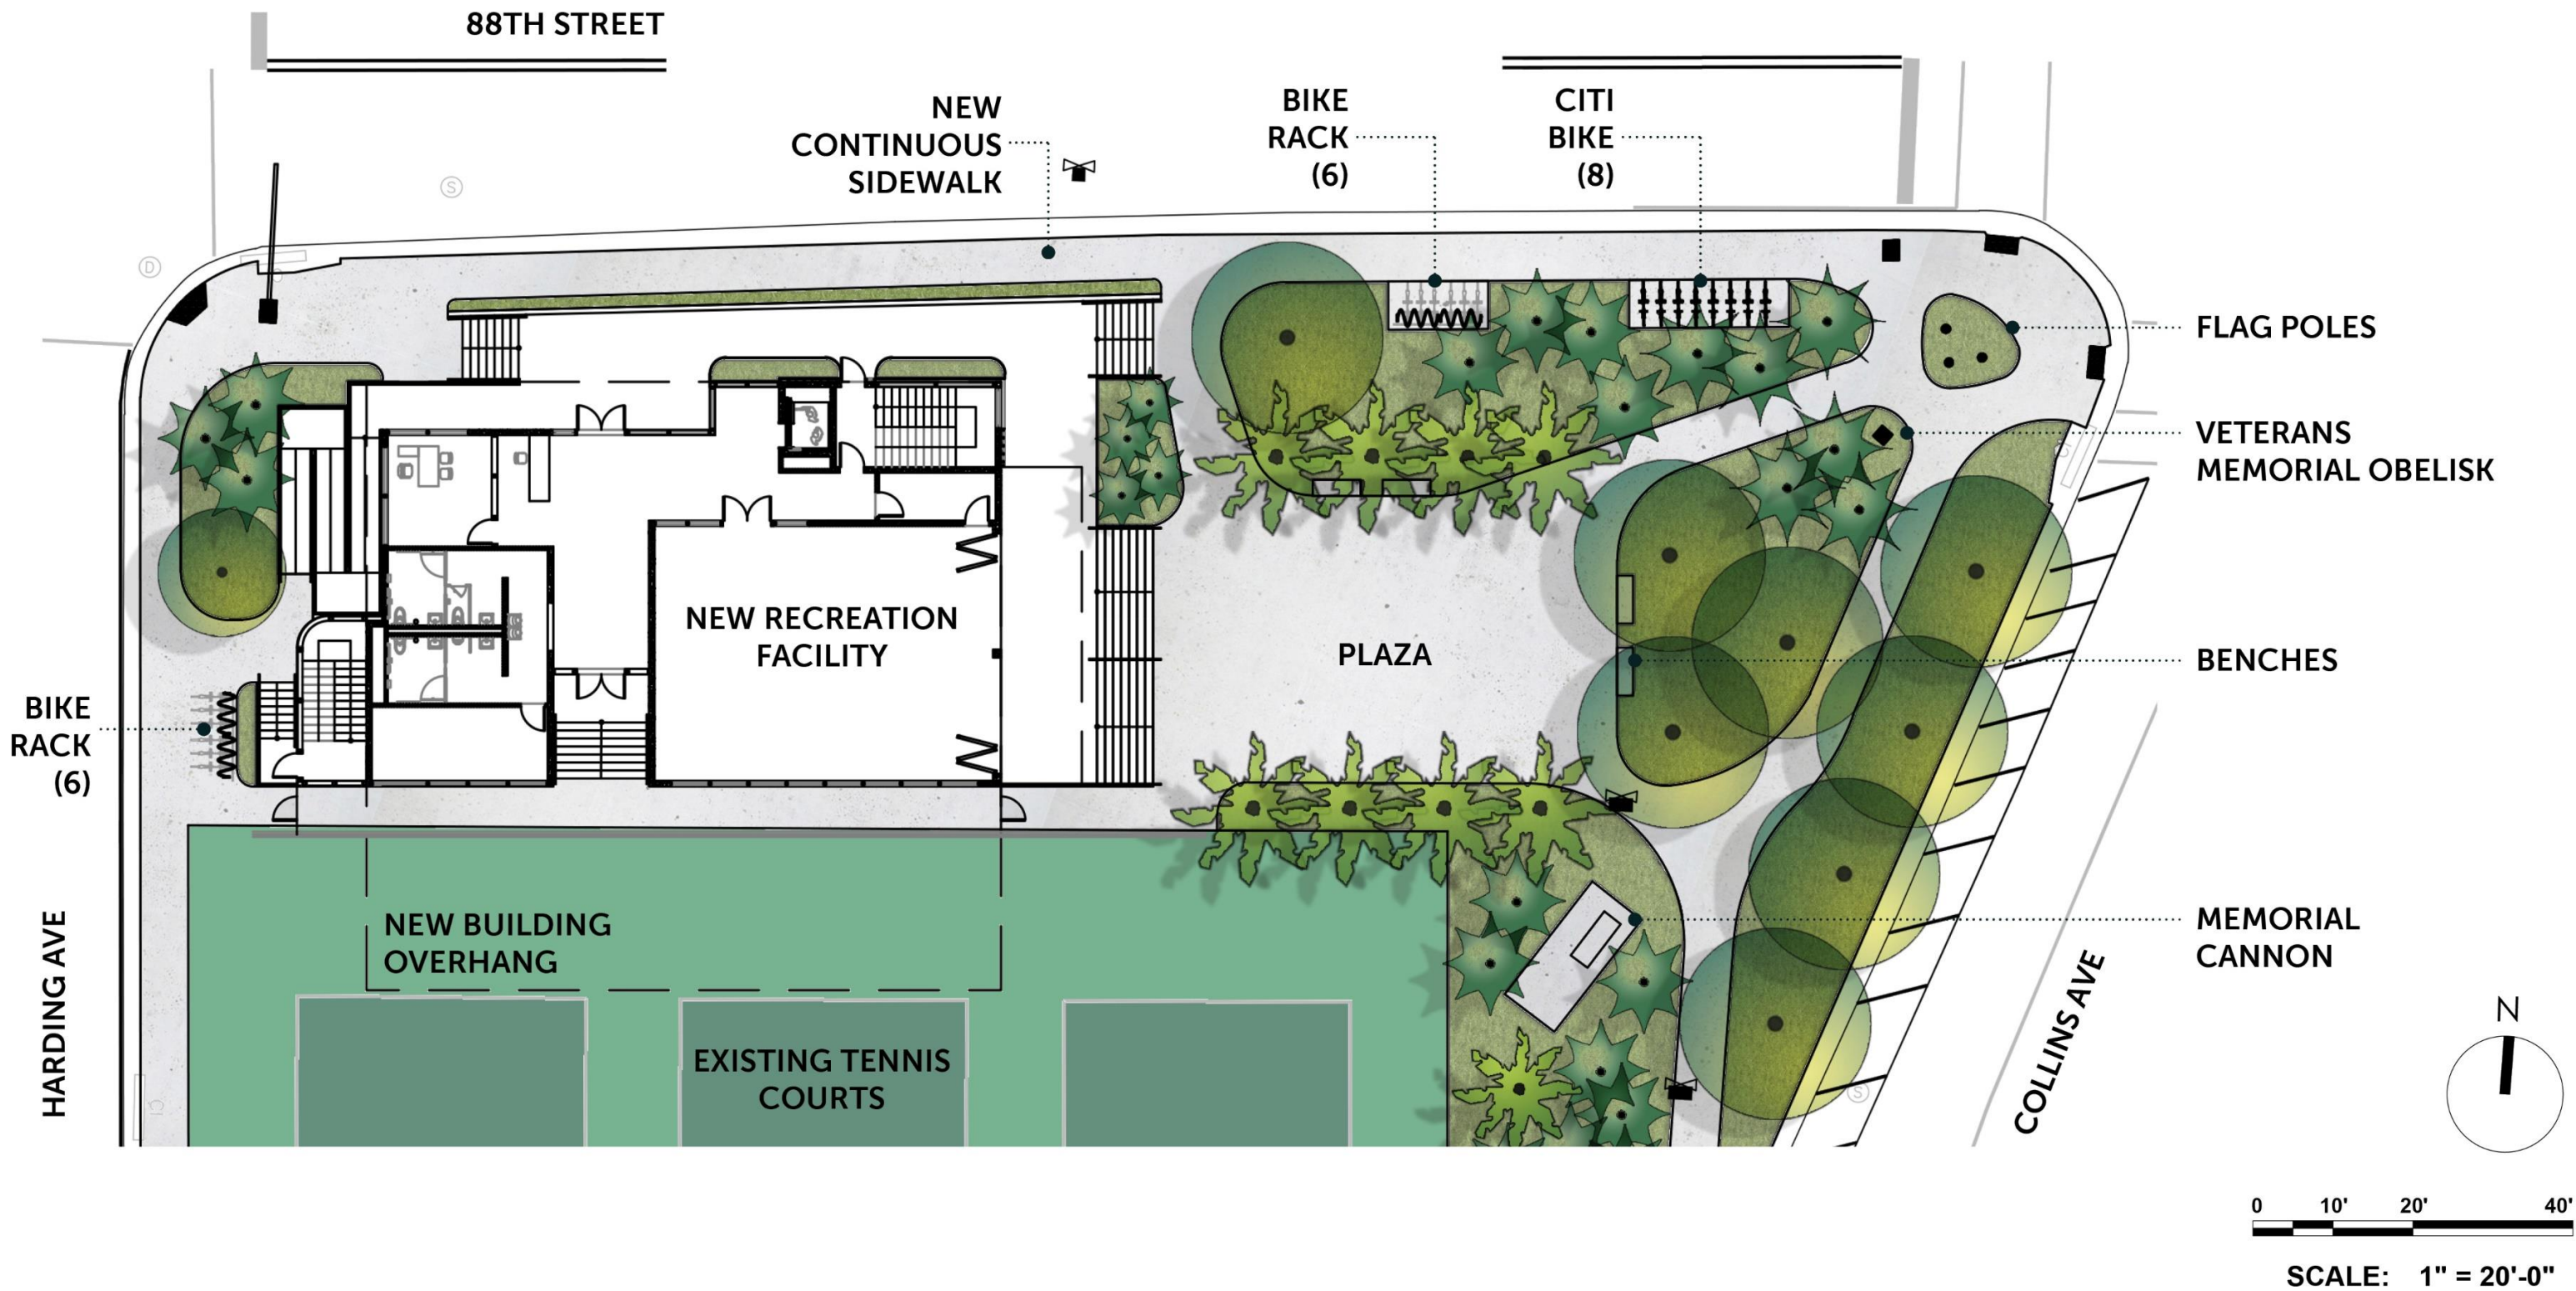 88TH STREET
NEW
CONTINUOUS
SIDEWALK
BIKE
RACK
(6)
CITI
BIKE
(8)
S
D
FLAG POLES
VETERANS
MEMORIAL OBELISK
NEW RECREATION
FACILITY
PLAZA
BENCHES
BIKE
RACK
(6)
NEW BUILDING
OVERHANG
MEMORIAL
CANNON
HARDING AVE
EXISTING TENNIS
COURTS
COLLINS AVE
S
N
0 10' 20' 40'
SCALE: 1" = 20'-0"